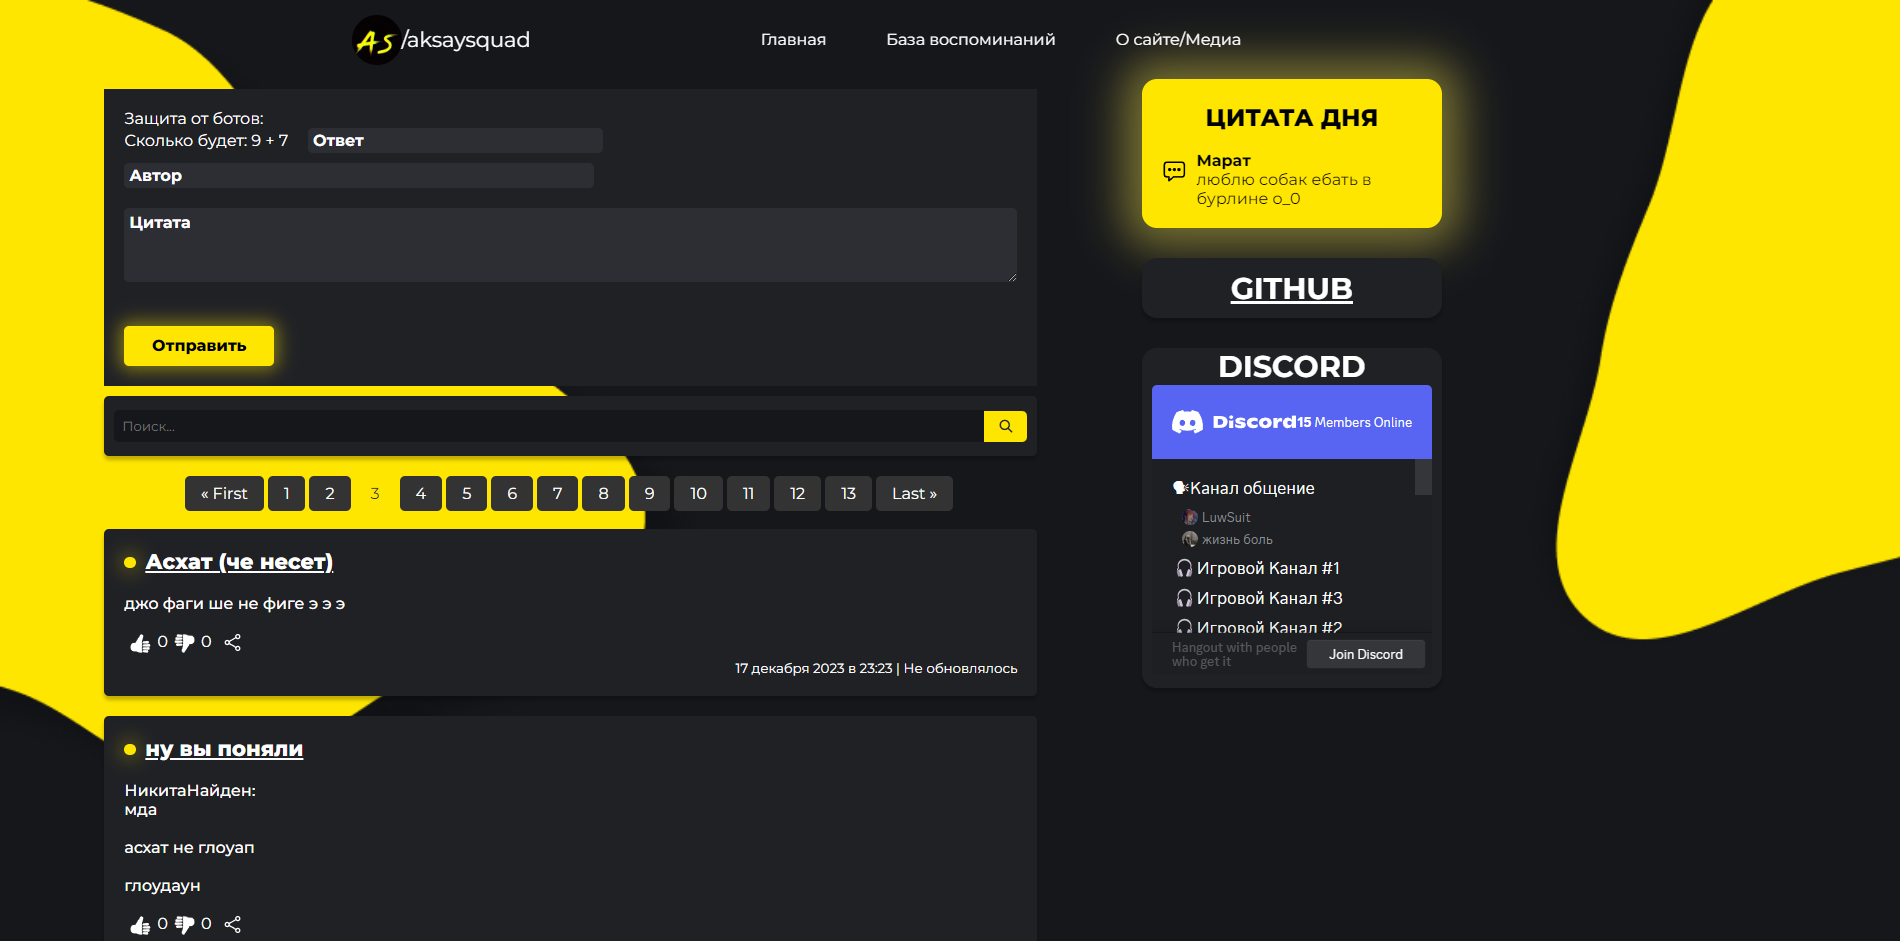 As/aksaysquad
Главная
База воспоминаний
О сайте/Медиа
Защита от ботов:
Сколько будет: 9 + 7
Ответ
Автор
Цитата
Отправить
Поиск...
« First 1 2 3 4 5 6 7 8 9 10 11 12 13 Last »
Асхат (че несет)
джо фаги ше не фиге э э э
0 0
17 декабря 2023 в 23:23 | Не обновлялось
ну вы поняли
НикитаНайден:
мда
асхат не глоуап
глоудаун
0 0
ЦИТАТА ДНЯ
Марат
люблю собак ебать в
бурлине о_0
GITHUB
DISCORD
Discord 15 Members Online
🗣Канал общение
LuwSuit
жизнь боль
🎧 Игровой Канал #1
🎧 Игровой Канал #3
🎧 Игровой Канал #2
Hangout with people
who get it
Join Discord